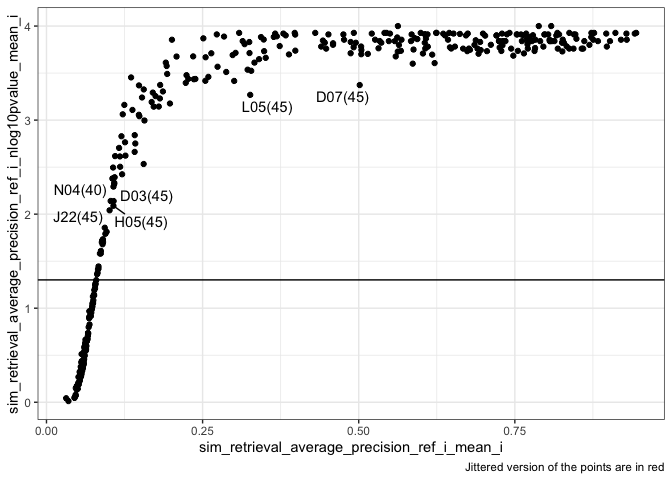 sim_retrieval_average_precision_ref_i_nlog10pvalue_mean_i
4
3
2
1
0
L05(45)
D07(45)
N04(40)
D03(45)
J22(45)
H05(45)
0.00
0.25
0.50
0.75
sim_retrieval_average_precision_ref_i_mean_i
Jittered version of the points are in red